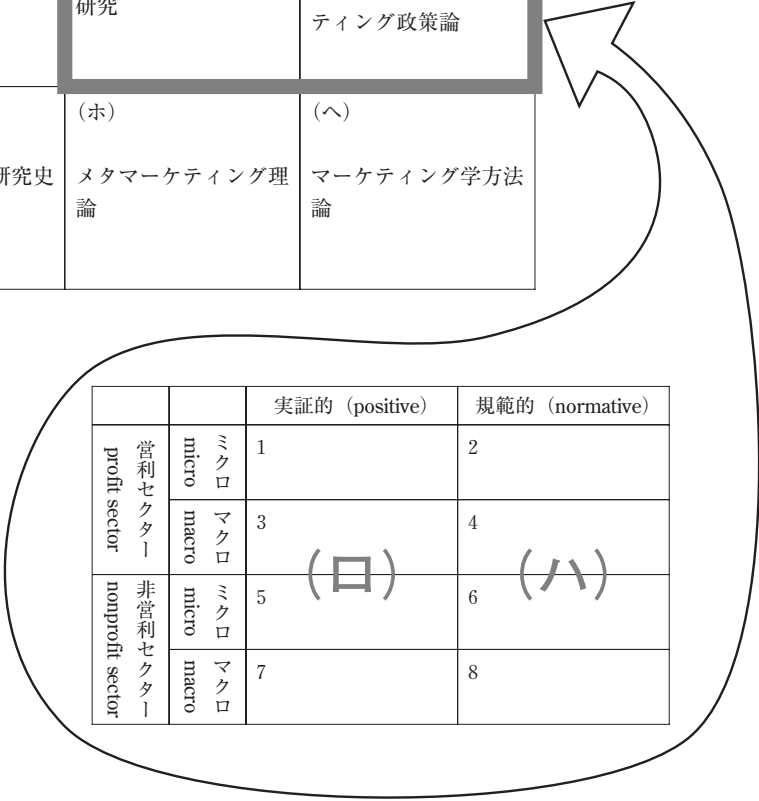 研究
ティング政策論
(ホ)
(ヘ)
研究史
メタマーケティング理
論
マーケティング学方法
論
実証的 (positive)
規範的 (normative)
営利セクター
profit sector
ミクロ
micro
1
2
マクロ
macro
3
4
(ロ)
(ハ)
非営利セクター
nonprofit sector
ミクロ
micro
5
6
マクロ
macro
7
8